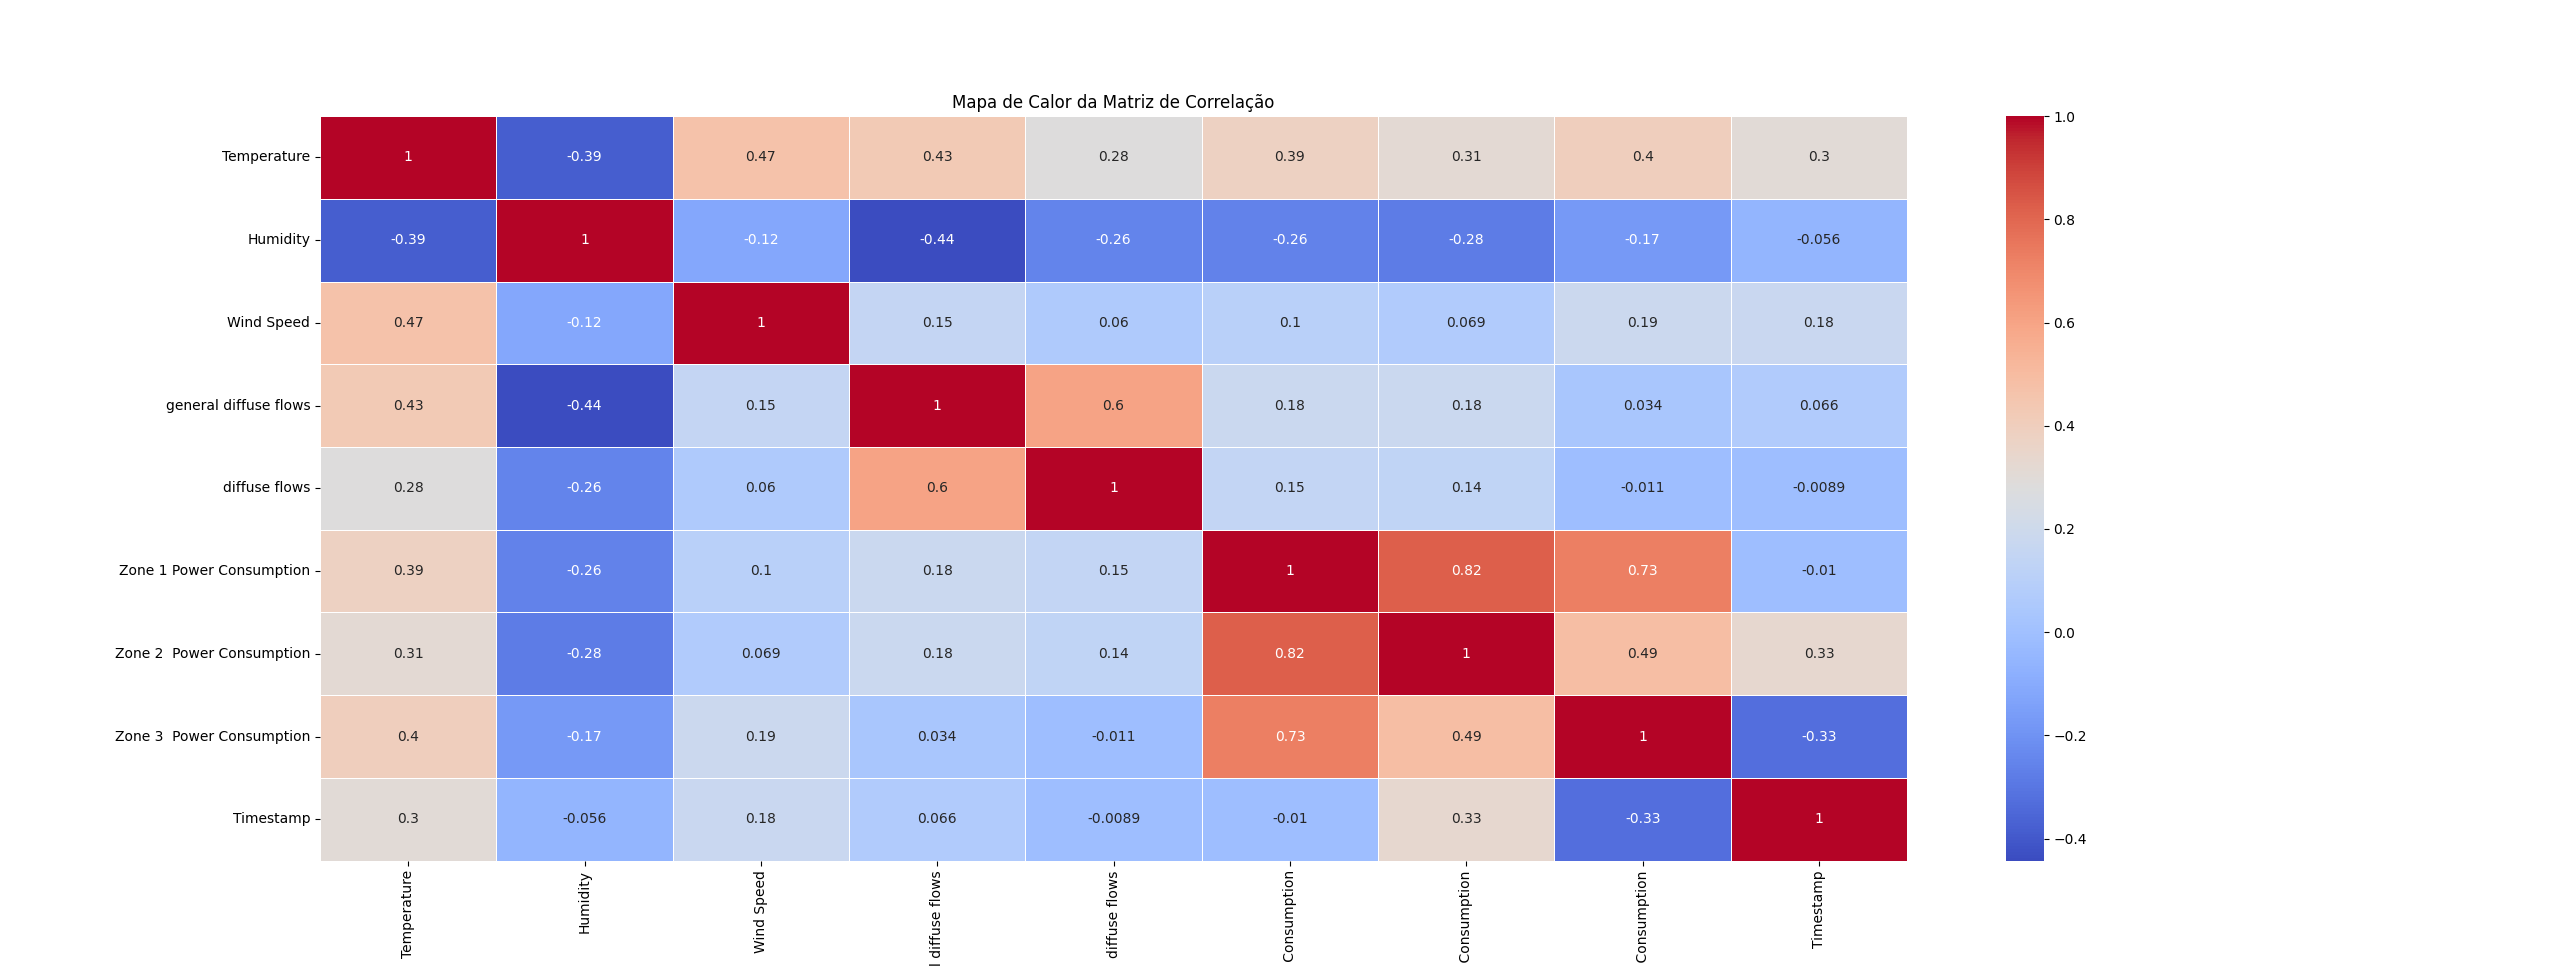 Mapa de Calor da Matriz de Correlação
Temperature 1 -0.39 0.47 0.43 0.28 0.39 0.31 0.4 0.3
Humidity -0.39 1 -0.12 -0.44 -0.26 -0.26 -0.28 -0.17 -0.056
Wind Speed 0.47 -0.12 1 0.15 0.06 0.1 0.069 0.19 0.18
general diffuse flows 0.43 -0.44 0.15 1 0.6 0.18 0.18 0.034 0.066
diffuse flows 0.28 -0.26 0.06 0.6 1 0.15 0.14 -0.011 -0.0089
Zone 1 Power Consumption 0.39 -0.26 0.1 0.18 0.15 1 0.82 0.73 -0.01
Zone 2  Power Consumption 0.31 -0.28 0.069 0.18 0.14 0.82 1 0.49 0.33
Zone 3  Power Consumption 0.4 -0.17 0.19 0.034 -0.011 0.73 0.49 1 -0.33
Timestamp 0.3 -0.056 0.18 0.066 -0.0089 -0.01 0.33 -0.33 1
Temperature
Humidity
Wind Speed
l diffuse flows
diffuse flows
Consumption
Consumption
Consumption
Timestamp
1.0
0.8
0.6
0.4
0.2
0.0
−0.2
−0.4